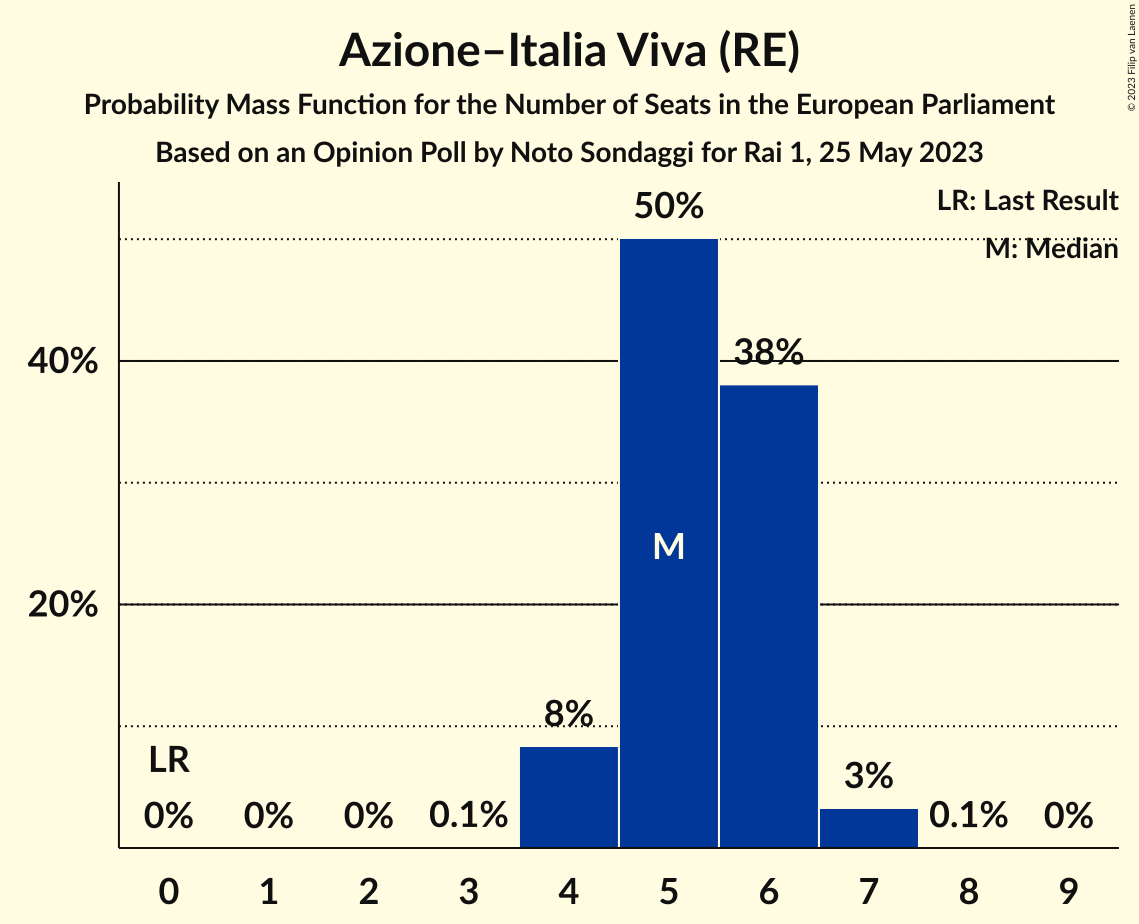 Azione–Italia Viva (RE)
Probability Mass Function for the Number of Seats in the European Parliament
Based on an Opinion Poll by Noto Sondaggi for Rai 1, 25 May 2023
© 2023 Filip van Laenen
LR: Last Result
M: Median
50%
40%
38%
M
20%
8%
LR
3%
0%
0%
0%
0.1%
0.1%
0%
0
1
2
3
4
5
6
7
8
9